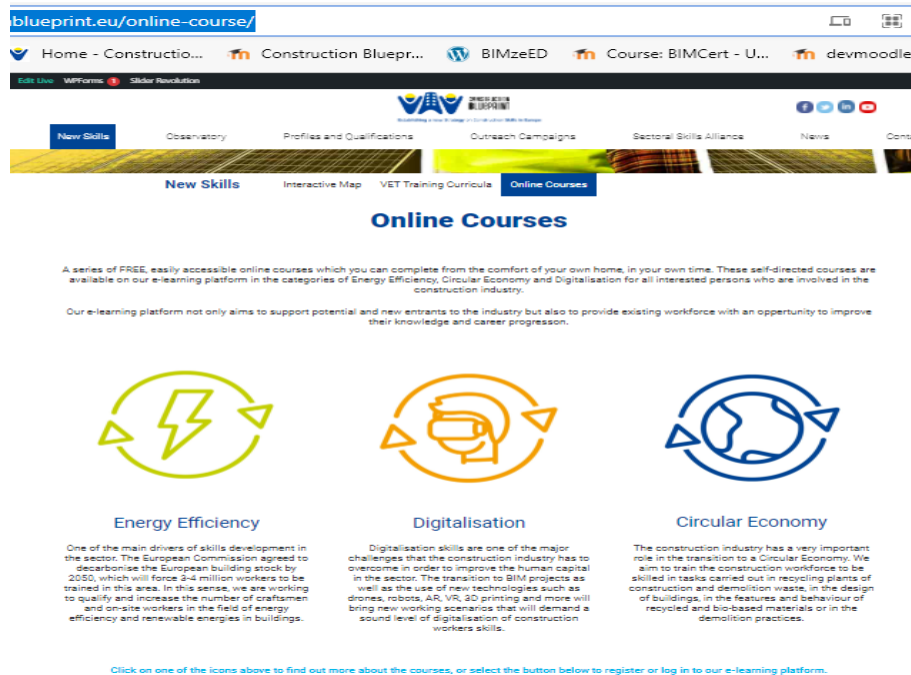 blueprint.eu/online-course/
Home - Constructio... Construction Bluepr... BIMzeED Course: BIMCert - U... devmoodle
Edit Live WPForms 1 Slider Revolution
BLUEPRINT
New Skills Observatory Profiles and Qualifications Outreach Campaigns Sectoral Skills Alliance News Cont
New Skills Interactive Map VET Training Curricula Online Courses
Online Courses
A series of FREE, easily accessible online courses which you can complete from the comfort of your own home, in your own time. These self-directed courses are
available on our e-learning platform in the categories of Energy Efficiency, Circular Economy and Digitalisation for all interested persons who are involved in the
construction industry.
Our e-learning platform not only aims to support potential and new entrants to the industry but also to provide existing workforce with an oppertunity to improve
their knowledge and career progresson.
Energy Efficiency
One of the main drivers of skills development in
the sector. The European Commission agreed to
decarbonise the European building stock by
2050, which will force 3-4 million workers to be
trained in this area. In this sense, we are working
to qualify and increase the number of craftsmen
and on-site workers in the field of energy
efficiency and renewable energies in buildings.
Digitalisation
Digitalisation skills are one of the major
challenges that the construction industry has to
overcome in order to improve the human capital
in the sector. The transition to BIM projects as
well as the use of new technologies such as
drones, robots, AR, VR, 3D printing and more will
bring new working scenarios that will demand a
sound level of digitalisation of construction
workers skills.
Circular Economy
The construction industry has a very important
role in the transition to a Circular Economy. We
aim to train the construction workforce to be
skilled in tasks carried out in recycling plants of
construction and demolition waste, in the design
of buildings, in the features and behaviour of
recycled and bio-based materials or in the
demolition practices.
Click on one of the icons above to find out more about the courses, or select the button below to register or log in to our e-learning platform.